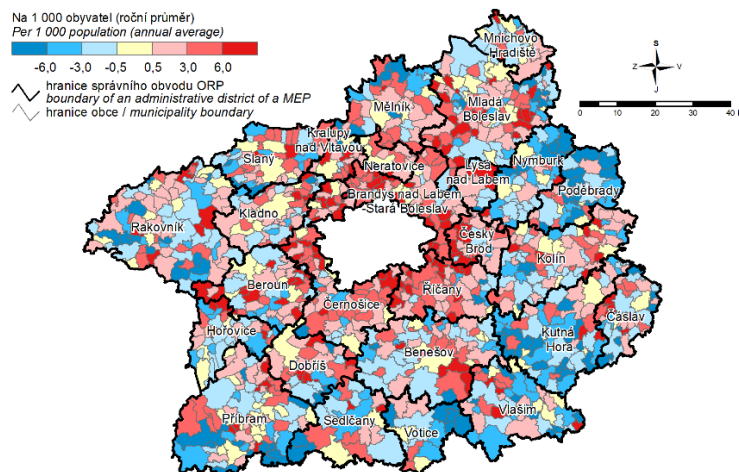 Na 1 000 obyvatel (roční průměr)
Per 1 000 population (annual average)
-6,0 -3,0 0,5 0,5 3,0 6,0
hranice správního obvodu ORP
boundary of an administrative district of a MEP
hranice obce / municipality boundary
S
Z V
J
0 10 20 30 40
Mnichovo
Hradiště
Mělník
Mladá
Boleslav
Kralupy
nad Vltavou
Slaný
Neratovice
Lysá
nad Labem
Nymburk
Poděbrady
Brandýs nad Labem
-Stará Boleslav
Rakovník
Kladno
Český
Brod
Kolín
Beroun
Černošice
Říčany
Čáslav
Hořovice
Kutná
Hora
Dobříš
Benešov
Příbram
Sedlčany
Votice
Vlašim